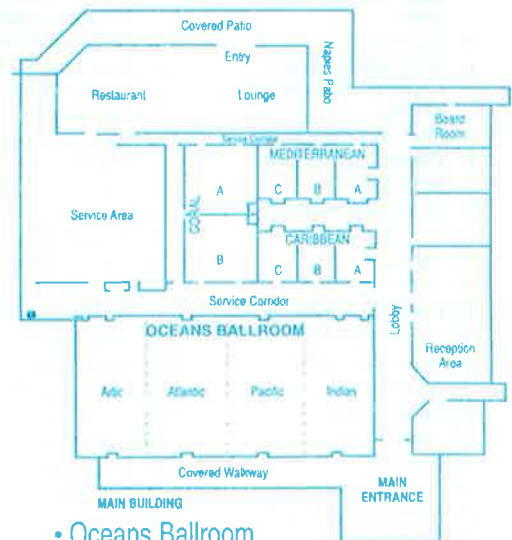 Covered Patio
Entry
Naples Patio
Restaurant
Lounge
Board
Room
Service Corridor
MEDITERRANEAN
A
C
B
A
CORAL
Service Area
CARIBBEAN
B
C
B
A
Service Corridor
Lobby
OCEANS BALLROOM
Reception
Area
Artic
Atlantic
Pacific
Indian
Covered Walkway
MAIN
ENTRANCE
MAIN BUILDING
• Oceans Ballroom